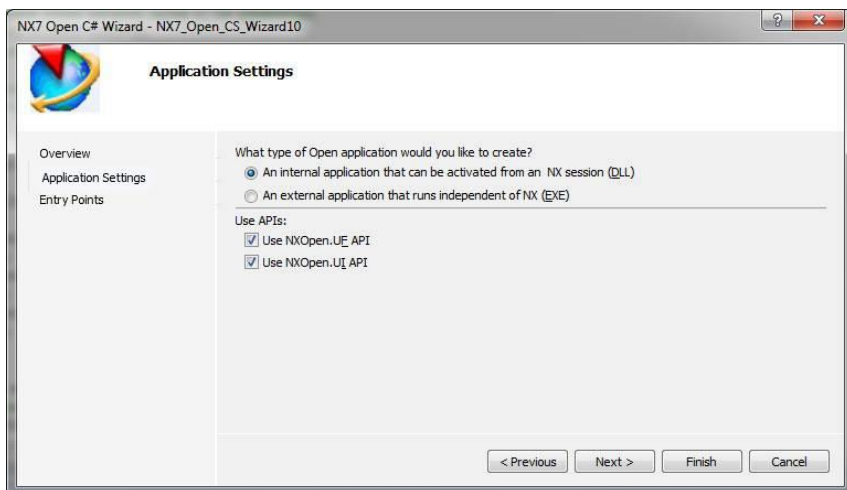 NX7 Open C# Wizard - NX7_Open_CS_Wizard10
Application Settings
Overview
Application Settings
Entry Points
What type of Open application would you like to create?
An internal application that can be activated from an NX session (DLL)
An external application that runs independent of NX (EXE)
Use APIs:
Use NXOpen.UF API
Use NXOpen.UI API
< Previous
Next >
Finish
Cancel